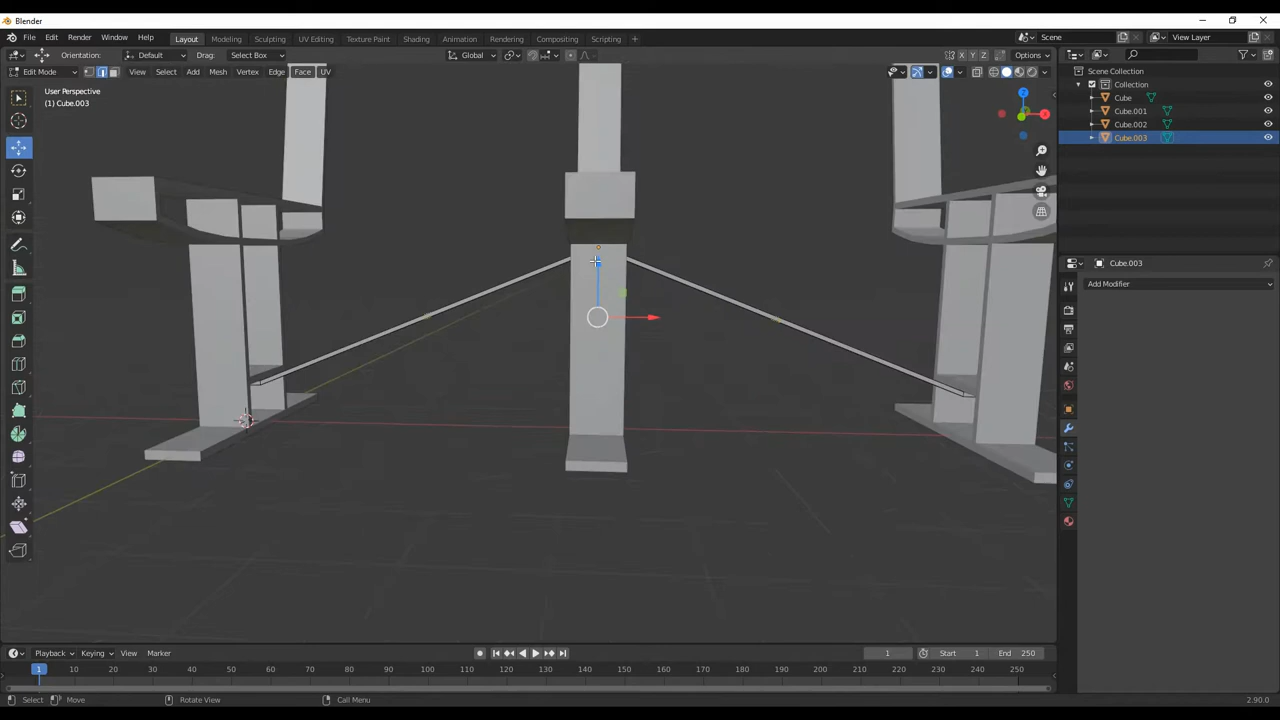 Blender
File Edit Render Window Help Layout Modeling Sculpting UV Editing Texture Paint Shading Animation Rendering Compositing Scripting + Scene View Layer
Orientation: Default Drag: Select Box Global X Y Z Options
Edit Mode View Select Add Mesh Vertex Edge Face UV
Scene Collection
Collection
Cube
Cube.001
Cube.002
Cube.003
User Perspective
(1) Cube.003
Z
X
Cube.003
Add Modifier
Playback Keying View Marker 1 Start 1 End 250
1 10 20 30 40 50 60 70 80 90 100 110 120 130 140 150 160 170 180 190 200 210 220 230 240 250
Select Move Rotate View Call Menu 2.90.0